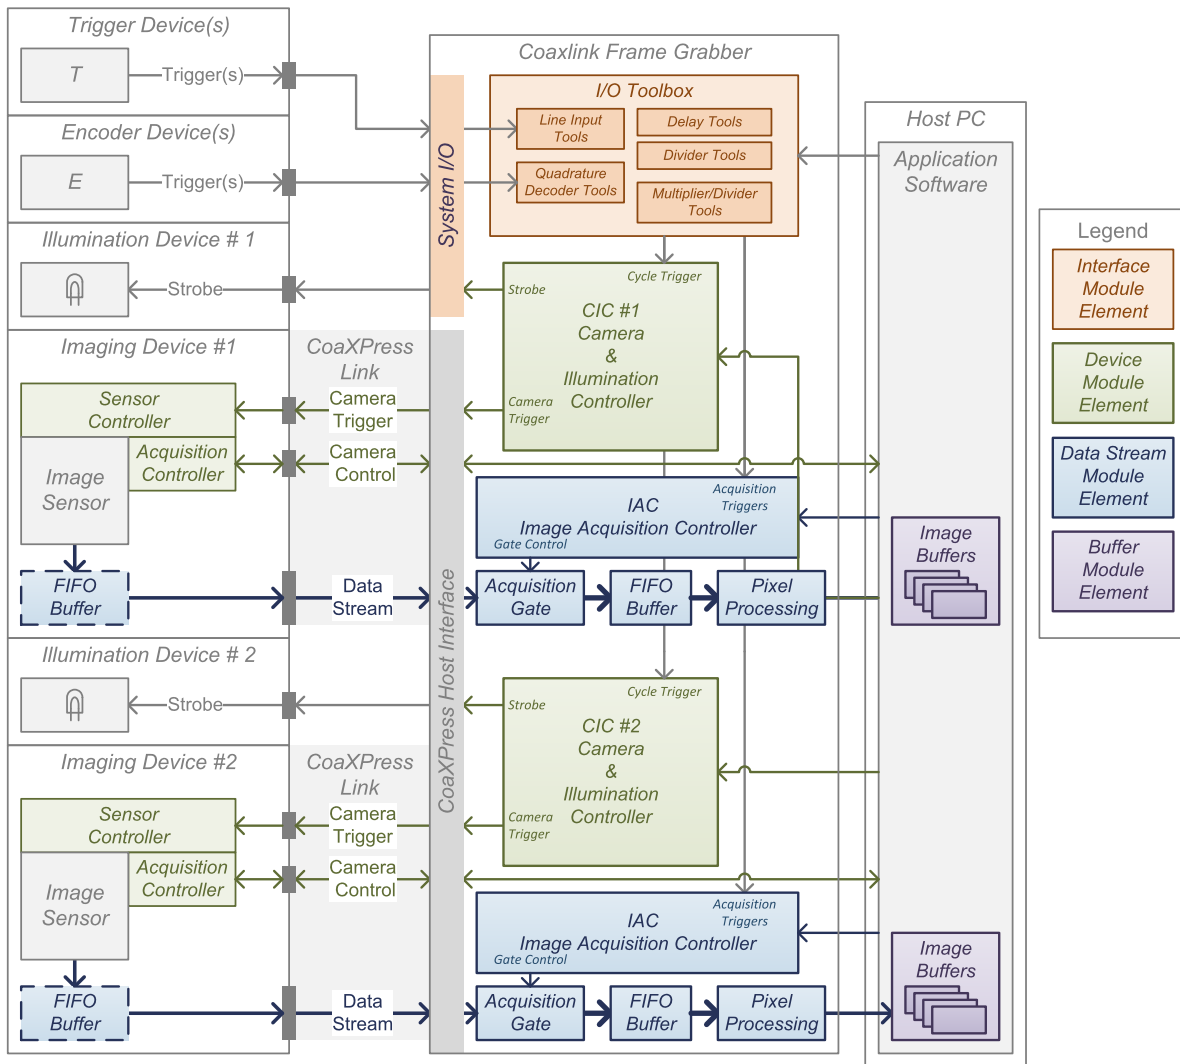 Trigger Device(s)
T
Trigger(s)
Encoder Device(s)
E
Trigger(s)
Illumination Device # 1
Strobe
Imaging Device #1
Sensor
Controller
Image
Sensor
Acquisition
Controller
FIFO
Buffer
CoaXPress
Link
Camera
Trigger
Camera
Control
Data
Stream
Illumination Device # 2
Strobe
Imaging Device #2
Sensor
Controller
Image
Sensor
Acquisition
Controller
FIFO
Buffer
CoaXPress
Link
Camera
Trigger
Camera
Control
Data
Stream
Coaxlink Frame Grabber
System I/O
CoaXPress Host Interface
I/O Toolbox
Line Input
Tools
Quadrature
Decoder Tools
Delay Tools
Divider Tools
Multiplier/Divider
Tools
Cycle Trigger
Strobe
CIC #1
Camera
&
Illumination
Controller
Camera
Trigger
Acquisition
Triggers
IAC
Image Acquisition Controller
Gate Control
Acquisition
Gate
FIFO
Buffer
Pixel
Processing
Cycle Trigger
Strobe
CIC #2
Camera
&
Illumination
Controller
Camera
Trigger
Acquisition
Triggers
IAC
Image Acquisition Controller
Gate Control
Acquisition
Gate
FIFO
Buffer
Pixel
Processing
Host PC
Application
Software
Image
Buffers
Image
Buffers
Legend
Interface
Module
Element
Device
Module
Element
Data Stream
Module
Element
Buffer
Module
Element